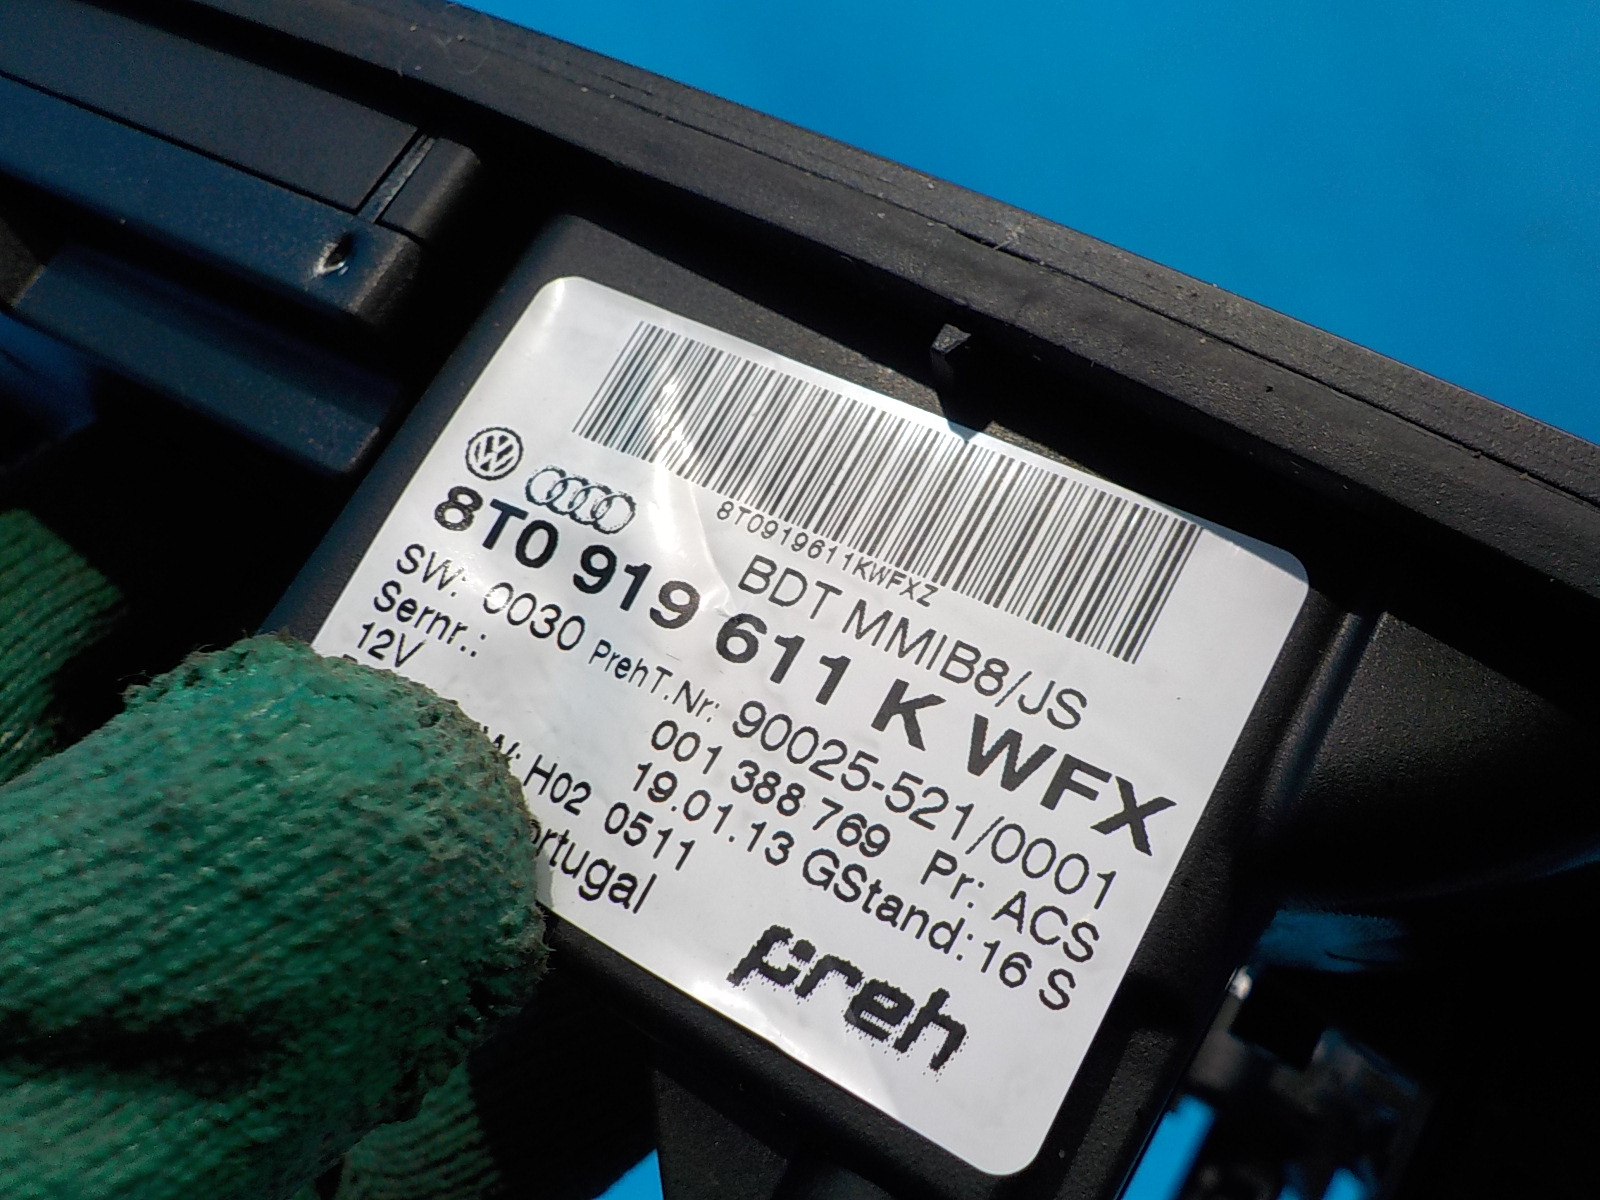 8T0919611KWFXZ
BDT MMIB8/JS
8T0 919 611 K WFX
SW: 0030 PrehT.Nr: 90025-521/0001
Sernr.: 001 388 769 Pr: ACS
12V 19.01.13 GStand: 16 S
W: H02 0511
ortugal
preh